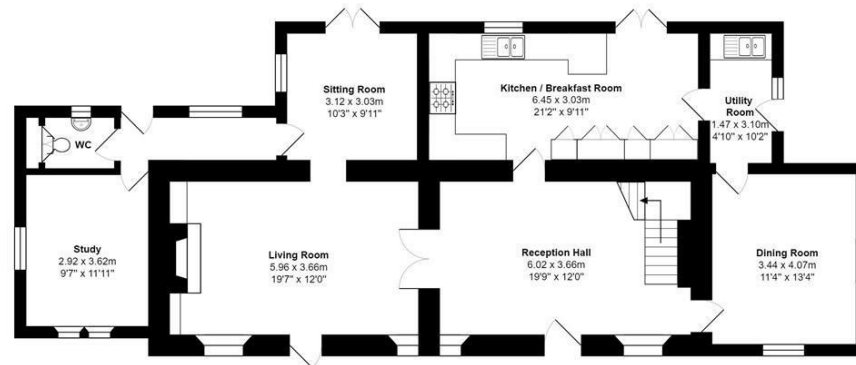 Sitting Room
3.12 x 3.03m
10'3" x 9'11"
Kitchen / Breakfast Room
6.45 x 3.03m
21'2" x 9'11"
Utility
Room
1.47 x 3.10m
4'10" x 10'2"
WC
Study
2.92 x 3.62m
9'7" x 11'11"
Living Room
5.96 x 3.66m
19'7" x 12'0"
Reception Hall
6.02 x 3.66m
19'9" x 12'0"
Dining Room
3.44 x 4.07m
11'4" x 13'4"